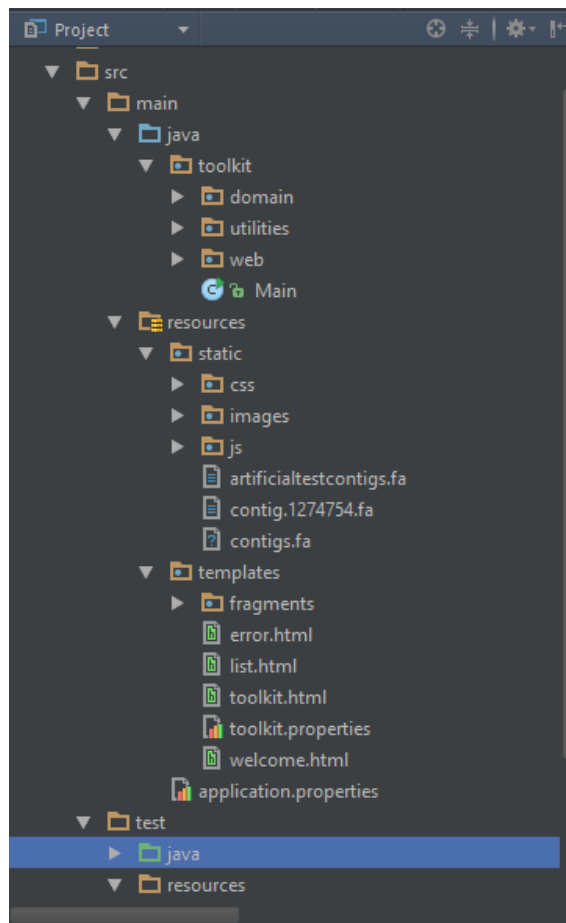 Project
src
main
java
toolkit
domain
utilities
web
Main
resources
static
css
images
js
artificialtestcontigs.fa
contig.1274754.fa
contigs.fa
templates
fragments
error.html
list.html
toolkit.html
toolkit.properties
welcome.html
application.properties
test
java
resources